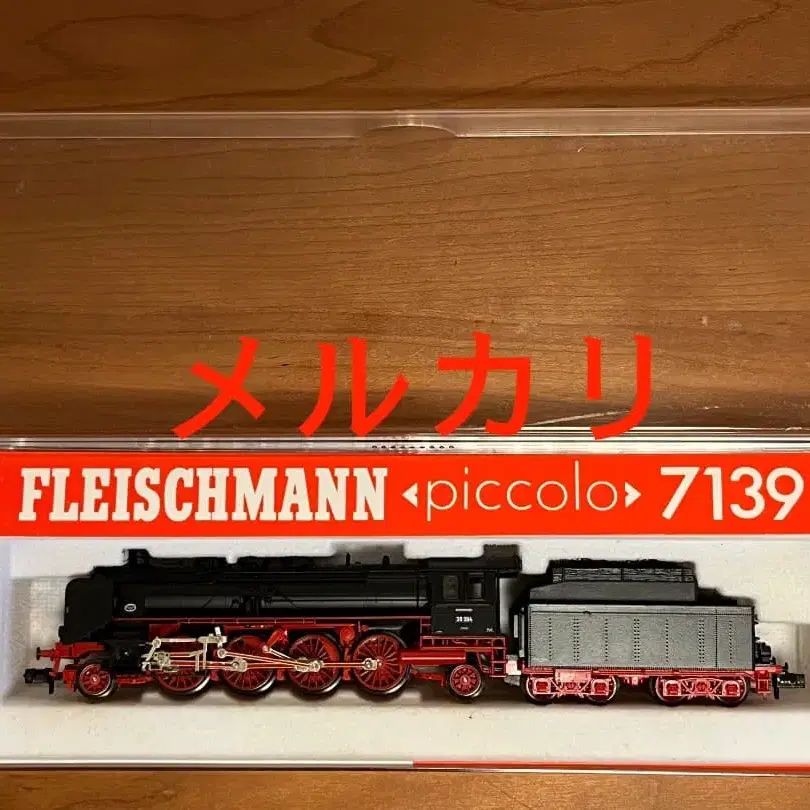 メルカリ
FLEISCHMANN <piccolo> 7139